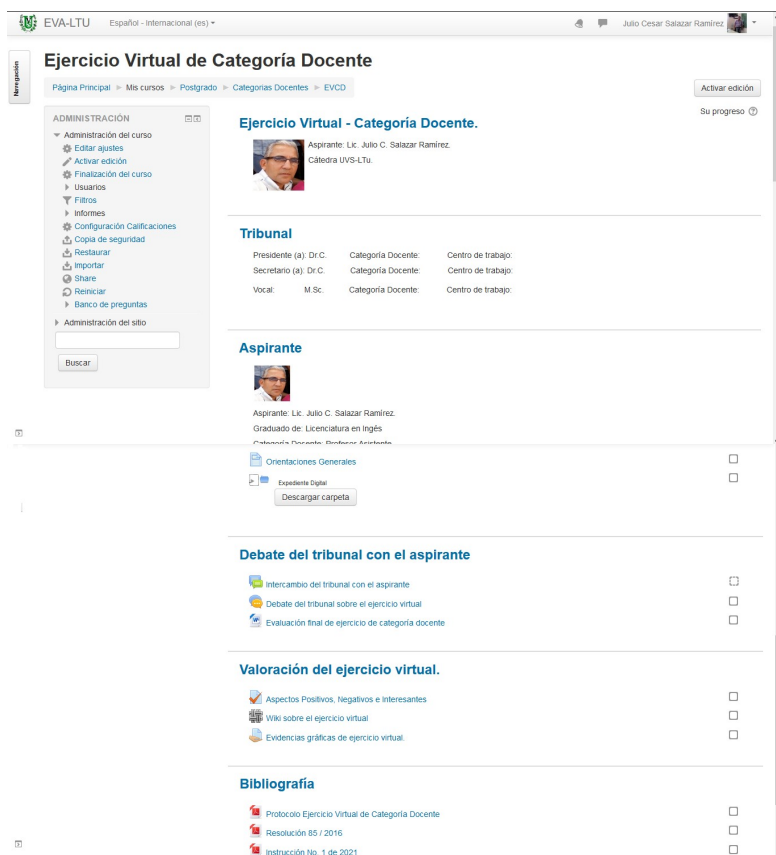 EVA-LTU Español - Internacional (es) Julio Cesar Salazar Ramírez
Navegación
Ejercicio Virtual de Categoría Docente
Página Principal Mis cursos Postgrado Categorias Docentes EVCD Activar edición
Su progreso
ADMINISTRACIÓN
Administración del curso
Editar ajustes
Activar edición
Finalización del curso
Usuarios
Filtros
Informes
Configuración Calificaciones
Copia de seguridad
Restaurar
Importar
Share
Reiniciar
Banco de preguntas
Administración del sitio
Buscar
Ejercicio Virtual - Categoría Docente.
Aspirante: Lic. Julio C. Salazar Ramírez.
Cátedra UVS-LTu.
Tribunal
Presidente (a): Dr.C. Categoría Docente: Centro de trabajo:
Secretario (a): Dr.C. Categoría Docente: Centro de trabajo:
Vocal: M.Sc. Categoría Docente: Centro de trabajo:
Aspirante
Aspirante: Lic. Julio C. Salazar Ramírez.
Graduado de: Licenciatura en Ingés
Categoría Docente: Profesor Asistente
Orientaciones Generales
Expediente Digital
Descargar carpeta
Debate del tribunal con el aspirante
Intercambio del tribunal con el aspirante
Debate del tribunal sobre el ejercicio virtual
Evaluación final de ejercicio de categoría docente
Valoración del ejercicio virtual.
Aspectos Positivos, Negativos e Interesantes
Wiki sobre el ejercicio virtual
Evidencias gráficas de ejercicio virtual.
Bibliografía
Protocolo Ejercicio Virtual de Categoría Docente
Resolución 85 / 2016
Instrucción No. 1 de 2021